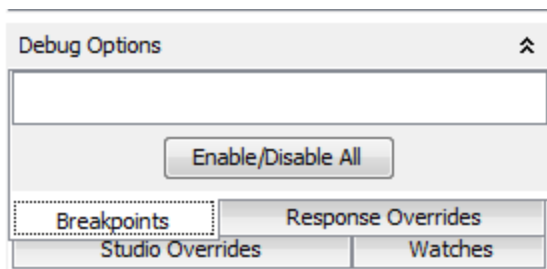 Debug Options
Enable/Disable All
Breakpoints Response Overrides
Studio Overrides Watches